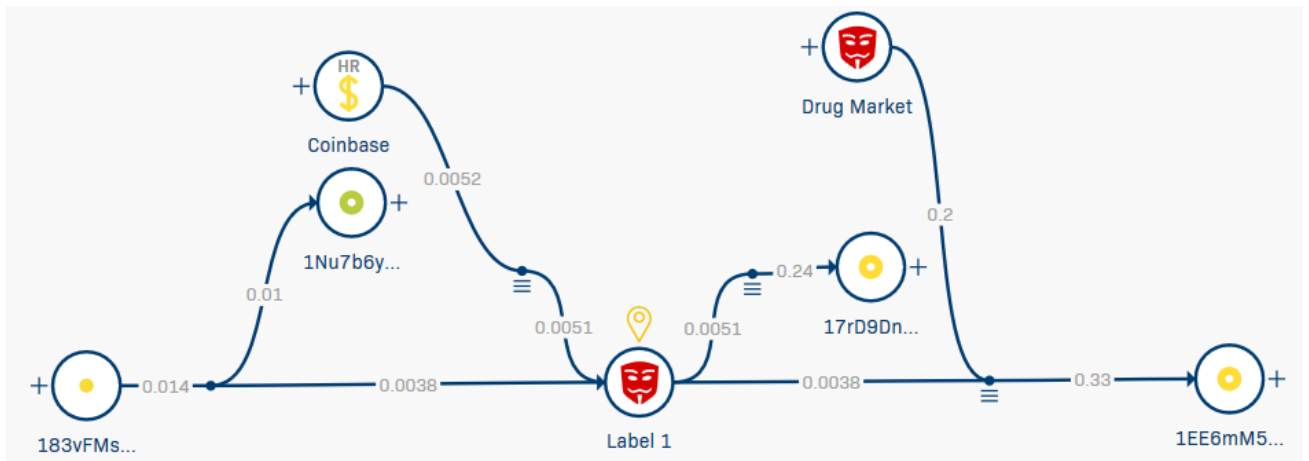 HR
Coinbase
Drug Market
0.0052
1Nu7b6y...
0.2
0.01
0.24
17rD9Dn...
0.0051
0.0051
0.014
0.0038
0.0038
0.33
183vFMs...
Label 1
1EE6mM5...